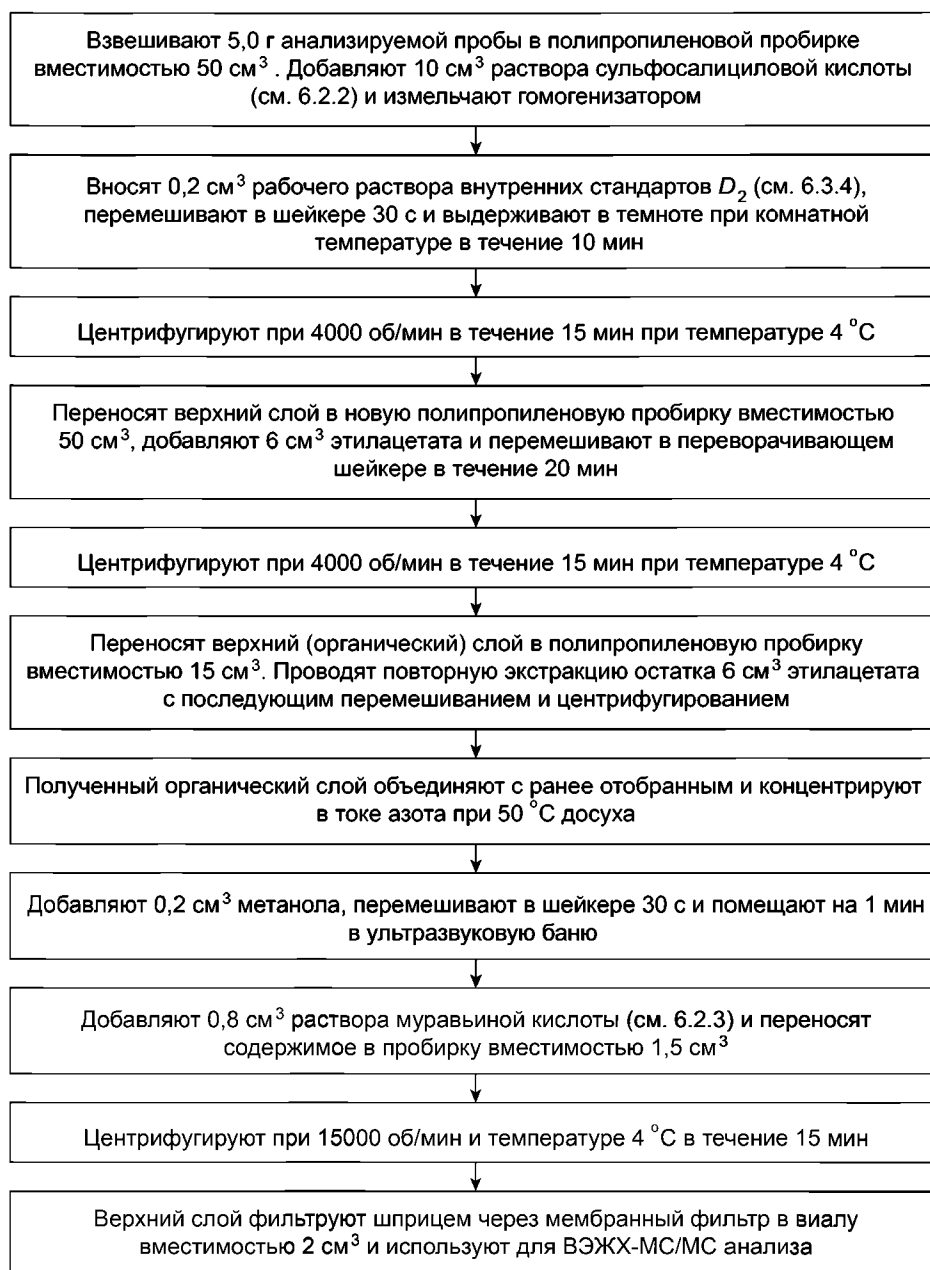 Взвешивают 5,0 г анализируемой пробы в полипропиленовой пробирке
вместимостью 50 см³ . Добавляют 10 см³ раствора сульфосалициловой кислоты
(см. 6.2.2) и измельчают гомогенизатором
Вносят 0,2 см³ рабочего раствора внутренних стандартов D₂ (см. 6.3.4),
перемешивают в шейкере 30 с и выдерживают в темноте при комнатной
температуре в течение 10 мин
Центрифугируют при 4000 об/мин в течение 15 мин при температуре 4 °С
Переносят верхний слой в новую полипропиленовую пробирку вместимостью
50 см³, добавляют 6 см³ этилацетата и перемешивают в переворачивающем
шейкере в течение 20 мин
Центрифугируют при 4000 об/мин в течение 15 мин при температуре 4 °С
Переносят верхний (органический) слой в полипропиленовую пробирку
вместимостью 15 см³. Проводят повторную экстракцию остатка 6 см³ этилацетата
с последующим перемешиванием и центрифугированием
Полученный органический слой объединяют с ранее отобранным и концентрируют
в токе азота при 50 °С досуха
Добавляют 0,2 см³ метанола, перемешивают в шейкере 30 с и помещают на 1 мин
в ультразвуковую баню
Добавляют 0,8 см³ раствора муравьиной кислоты (см. 6.2.3) и переносят
содержимое в пробирку вместимостью 1,5 см³
Центрифугируют при 15000 об/мин и температуре 4 °С в течение 15 мин
Верхний слой фильтруют шприцем через мембранный фильтр в виалу
вместимостью 2 см³ и используют для ВЭЖХ-МС/МС анализа